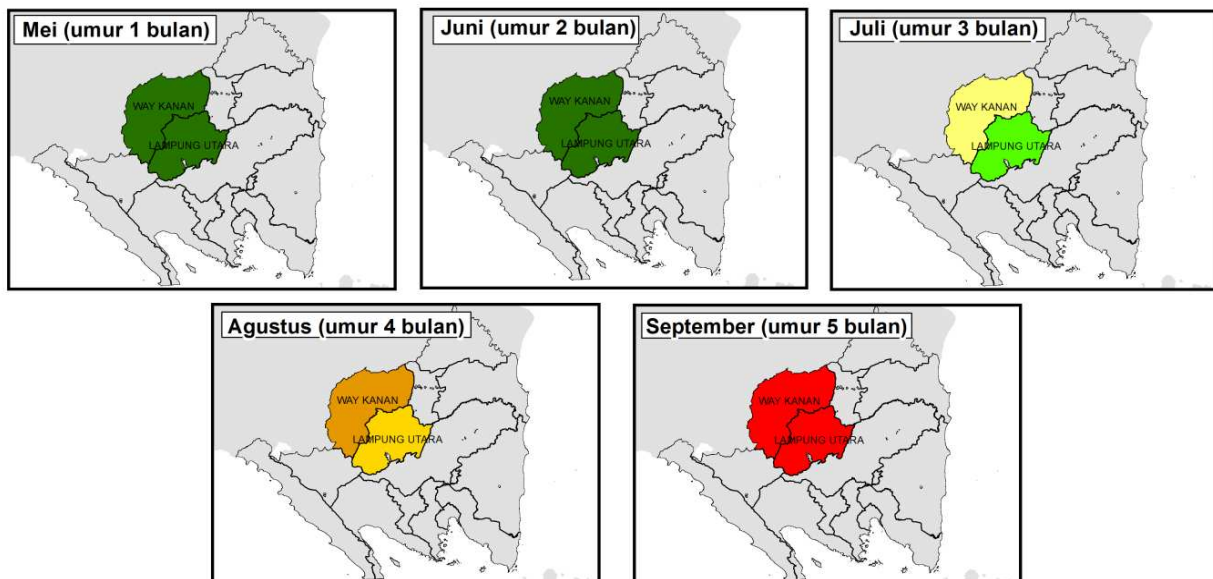 Mei (umur 1 bulan)
WAY KANAN
LAMPUNG UTARA
Juni (umur 2 bulan)
WAY KANAN
LAMPUNG UTARA
Juli (umur 3 bulan)
WAY KANAN
LAMPUNG UTARA
Agustus (umur 4 bulan)
WAY KANAN
LAMPUNG UTARA
September (umur 5 bulan)
WAY KANAN
LAMPUNG UTARA